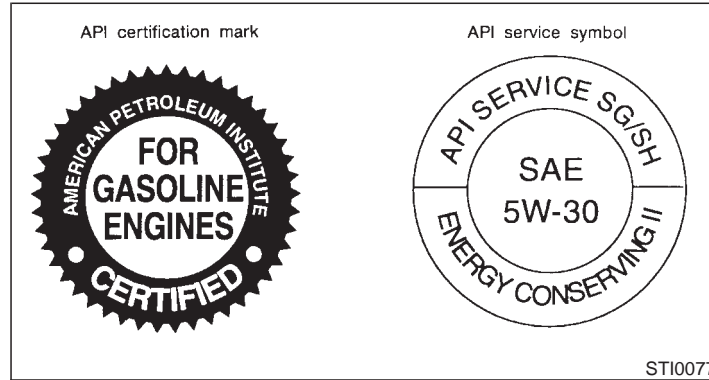 API certification mark
API service symbol
AMERICAN PETROLEUM INSTITUTE
FOR
GASOLINE
ENGINES
CERTIFIED
API SERVICE SG/SH
SAE
5W-30
ENERGY CONSERVING II
STI0077